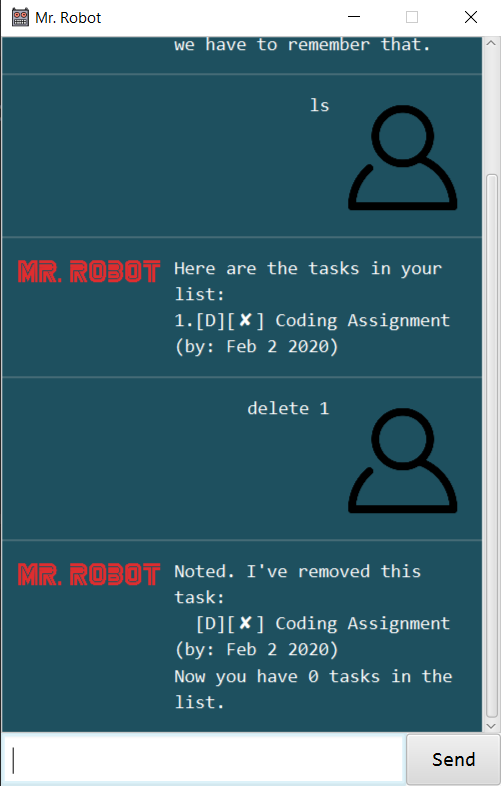 Mr. Robot
we have to remember that.
ls
MR. ROBOT
Here are the tasks in your
list:
1.[D][✘] Coding Assignment
(by: Feb 2 2020)
delete 1
MR. ROBOT
Noted. I've removed this
task:
[D][✘] Coding Assignment
(by: Feb 2 2020)
Now you have 0 tasks in the
list.
Send